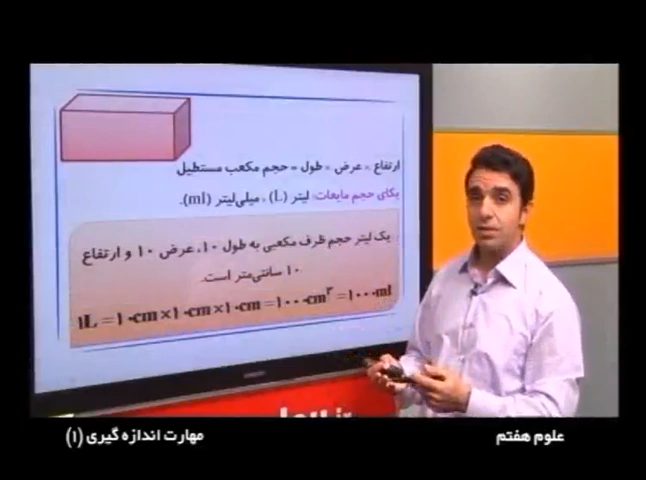 ارتفاع × عرض × طول = حجم مکعب مستطیل
یکای حجم مایعات: لیتر (L) ، میلی‌لیتر (ml).
یک لیتر حجم ظرف مکعبی به طول ۱۰، عرض ۱۰ و ارتفاع
۱۰ سانتی‌متر است.
۱L = ۱۰cm × ۱۰cm × ۱۰cm = ۱۰۰۰cm³ = ۱۰۰۰ml
علوم هفتم
مهارت اندازه گیری (۱)